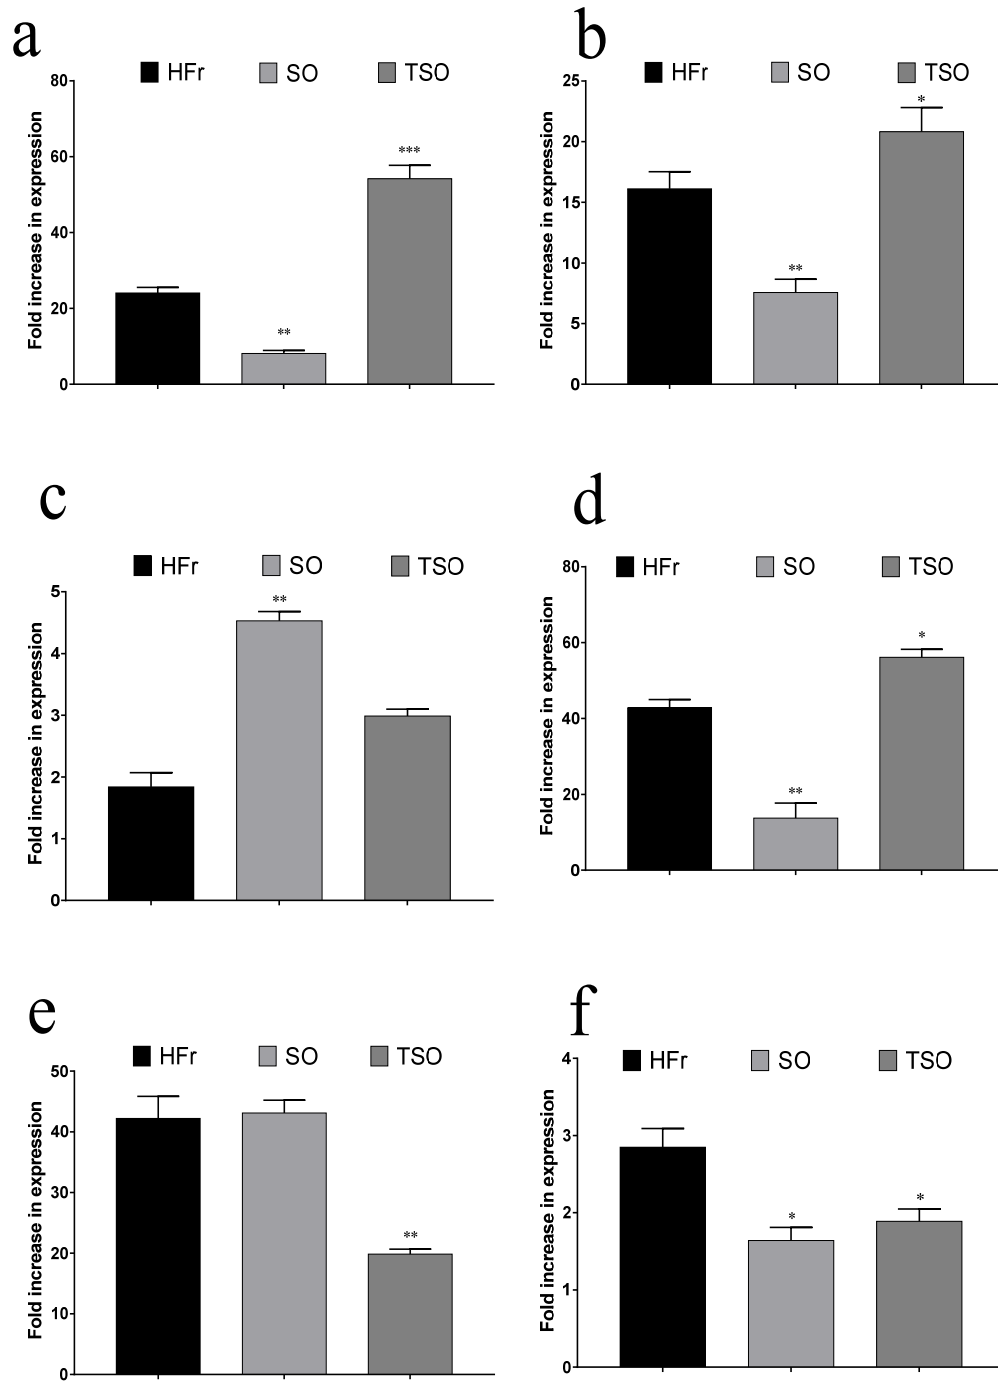 a
HFr SO TSO
Fold increase in expression
80
60
40
20
0
**
***
b
HFr SO TSO
Fold increase in expression
25
20
15
10
5
0
**
*
c
HFr SO TSO
Fold increase in expression
5
4
3
2
1
0
**
d
HFr SO TSO
Fold increase in expression
80
60
40
20
0
**
*
e
HFr SO TSO
Fold increase in expression
50
40
30
20
10
0
**
f
HFr SO TSO
Fold increase in expression
4
3
2
1
0
*
*